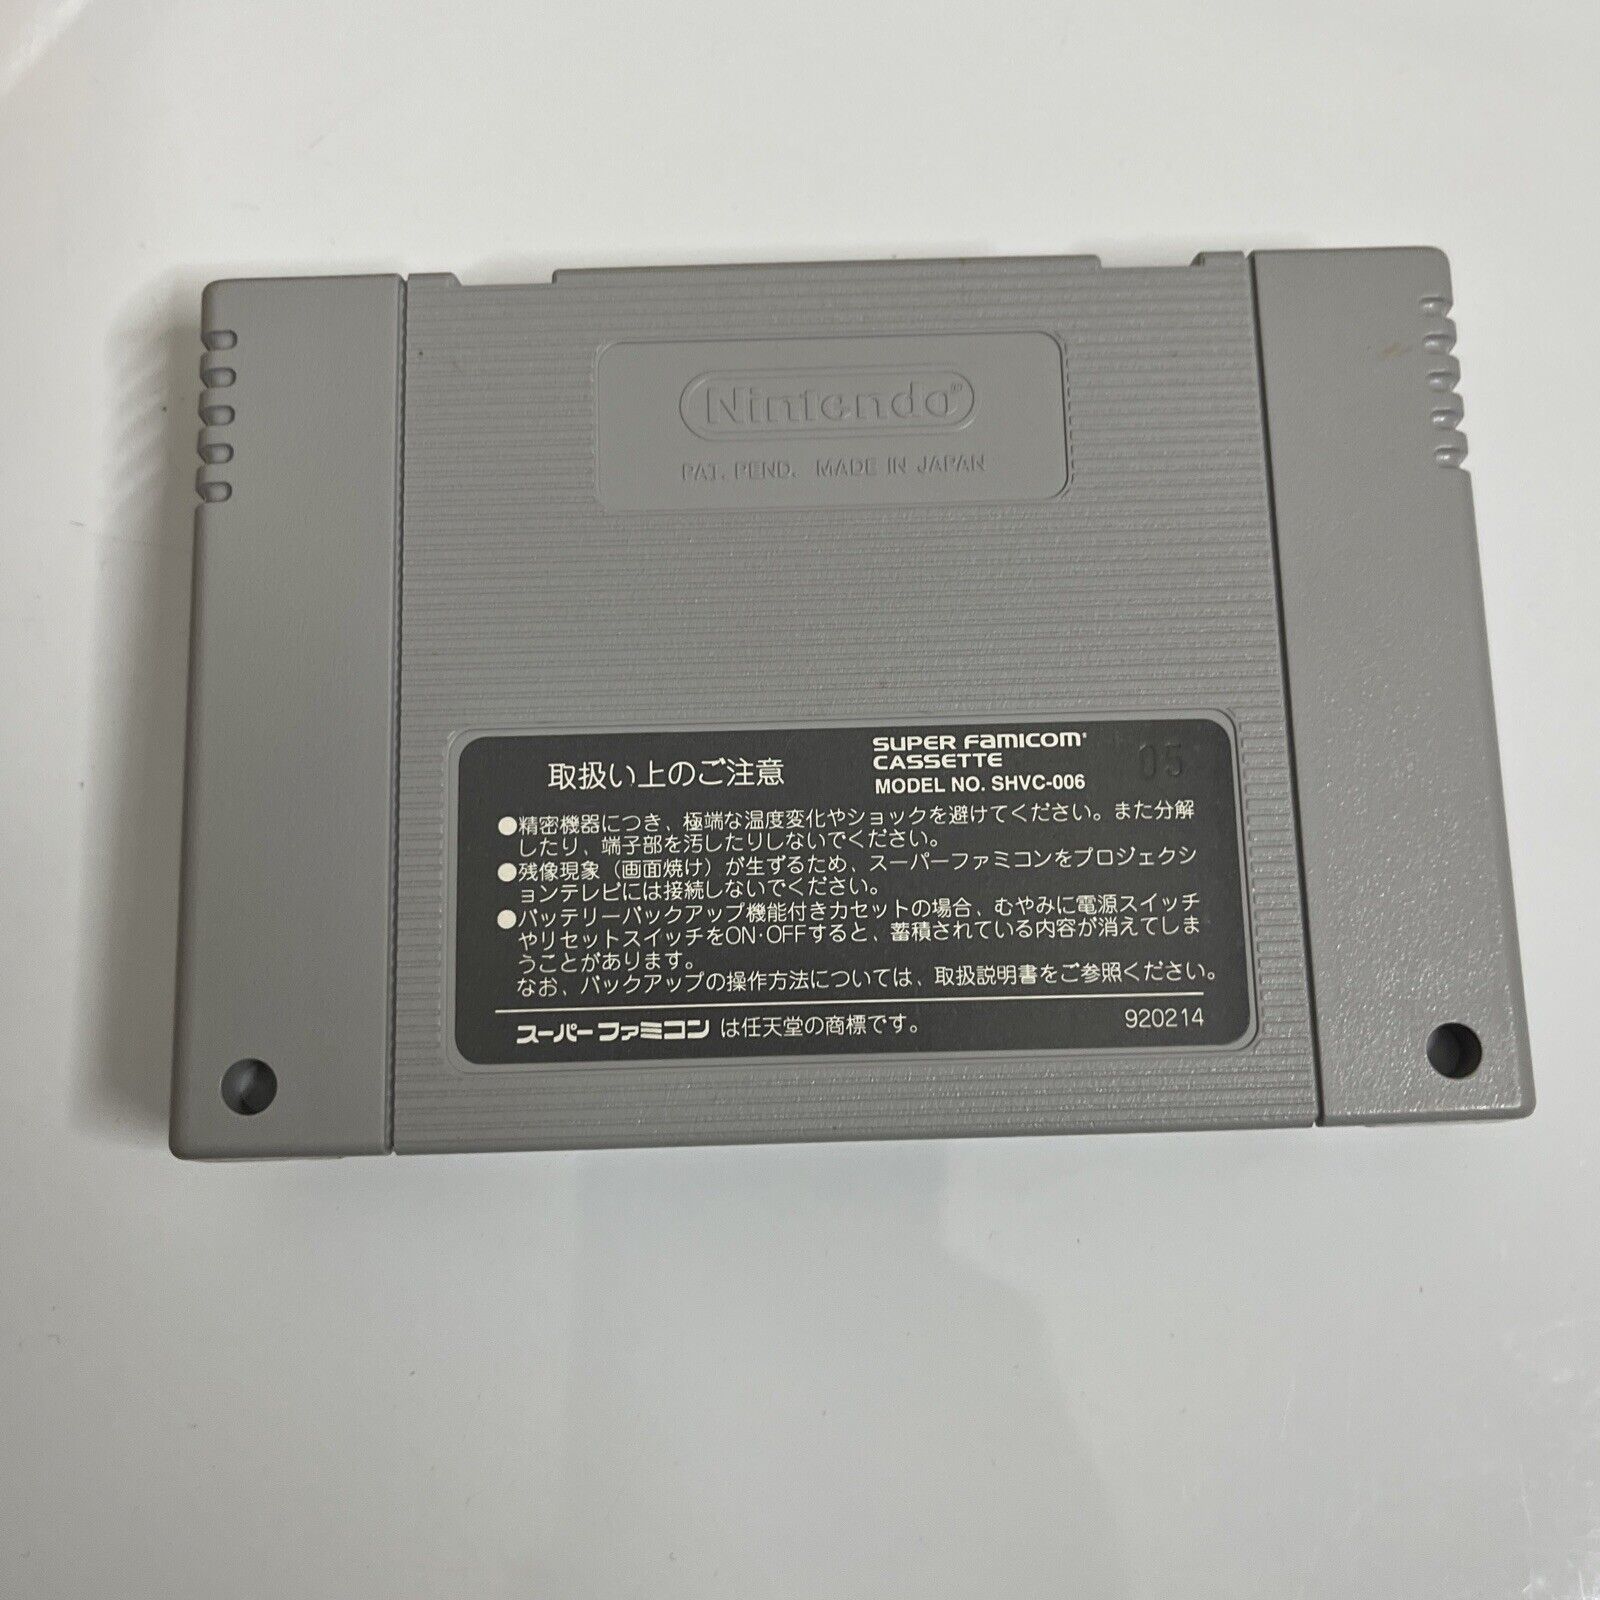 Nintendo®
PAT. PEND. MADE IN JAPAN
取扱い上のご注意
SUPER FAMICOM®
CASSETTE
MODEL NO. SHVC-006
05
●精密機器につき、極端な温度変化やショックを避けてください。また分解
したり、端子部を汚したりしないでください。
●残像現象（画面焼け）が生ずるため、スーパーファミコンをプロジェクシ
ョンテレビには接続しないでください。
●バッテリーバックアップ機能付きカセットの場合、むやみに電源スイッチ
やリセットスイッチをON・OFFすると、蓄積されている内容が消えてしま
うことがあります。
なお、バックアップの操作方法については、取扱説明書をご参照ください。
スーパーファミコン は任天堂の商標です。
920214